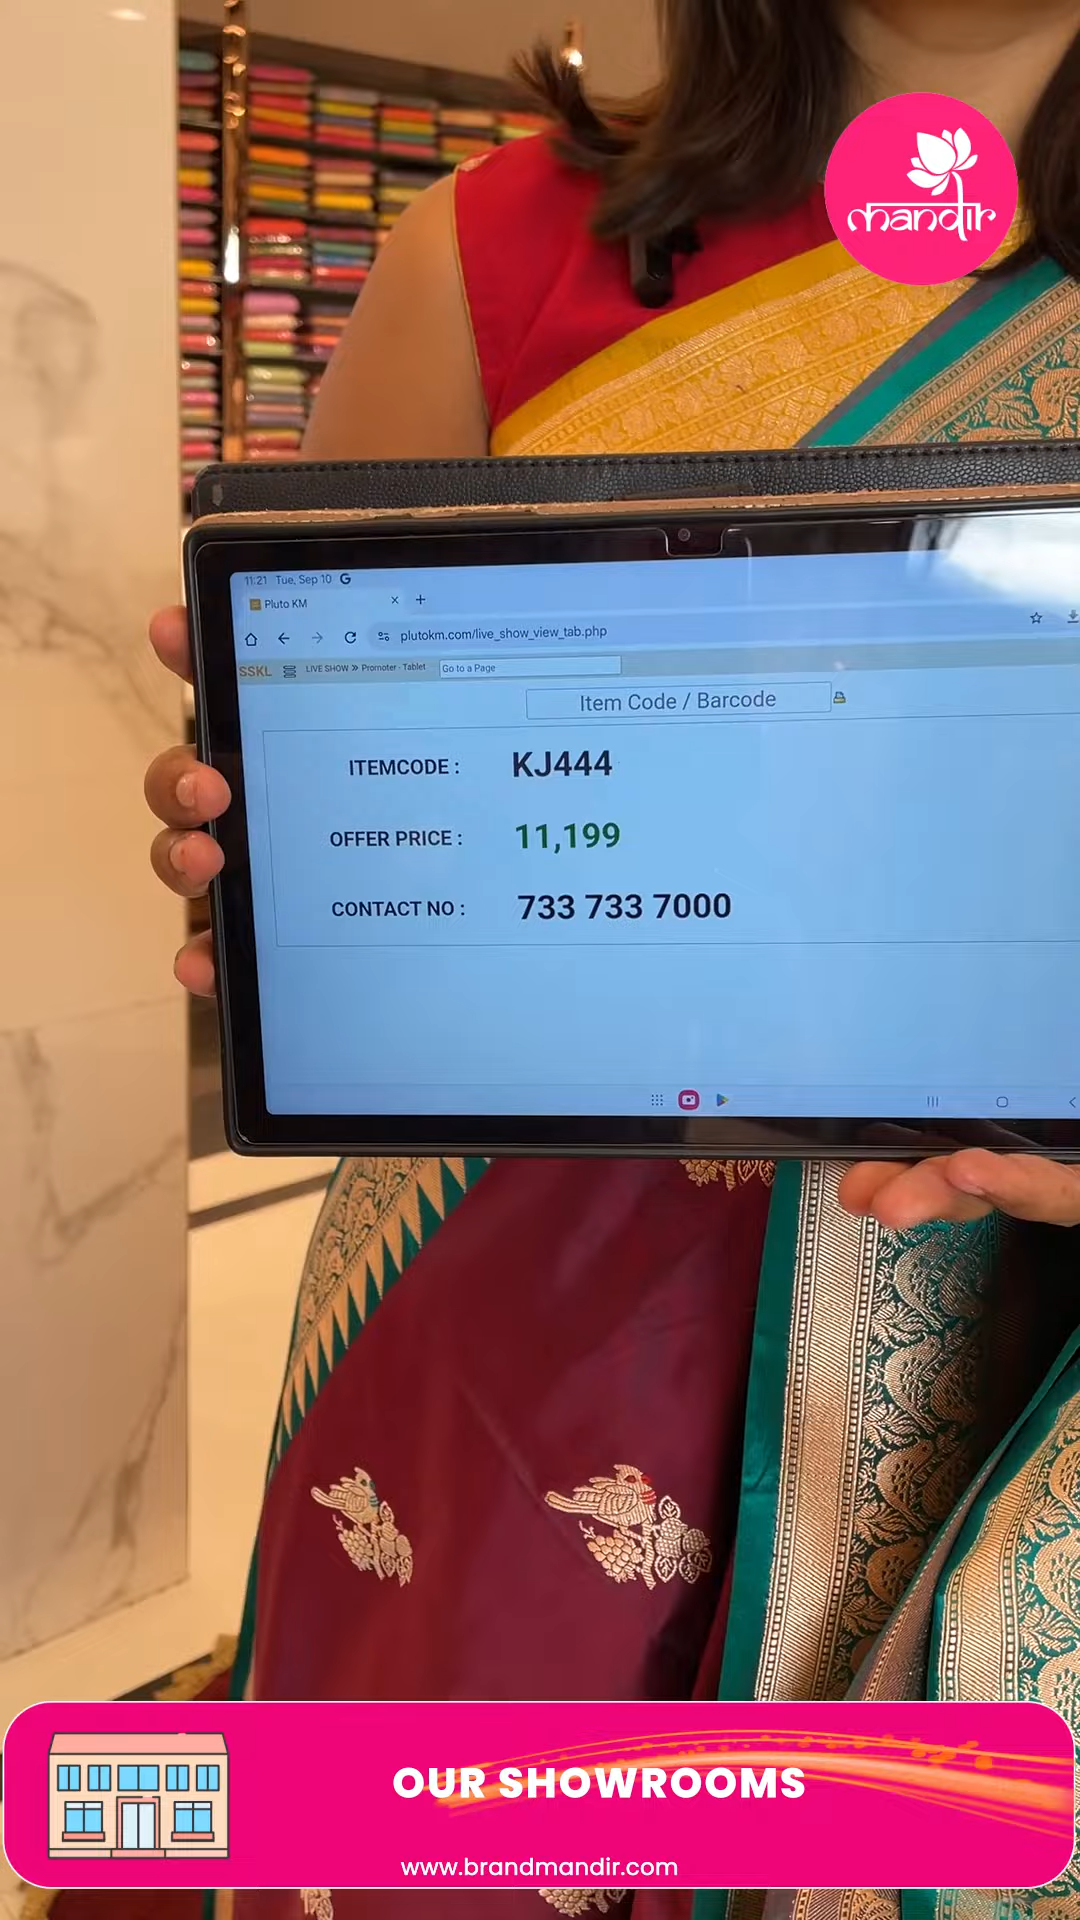 mandir
11:21 Tue, Sep 10 G
Pluto KM
plutokm.com/live_show_view_tab.php
SSKL LIVE SHOW >> Promoter - Tablet Go to a Page
Item Code / Barcode
ITEMCODE : KJ444
OFFER PRICE : 11,199
CONTACT NO : 733 733 7000
OUR SHOWROOMS
www.brandmandir.com